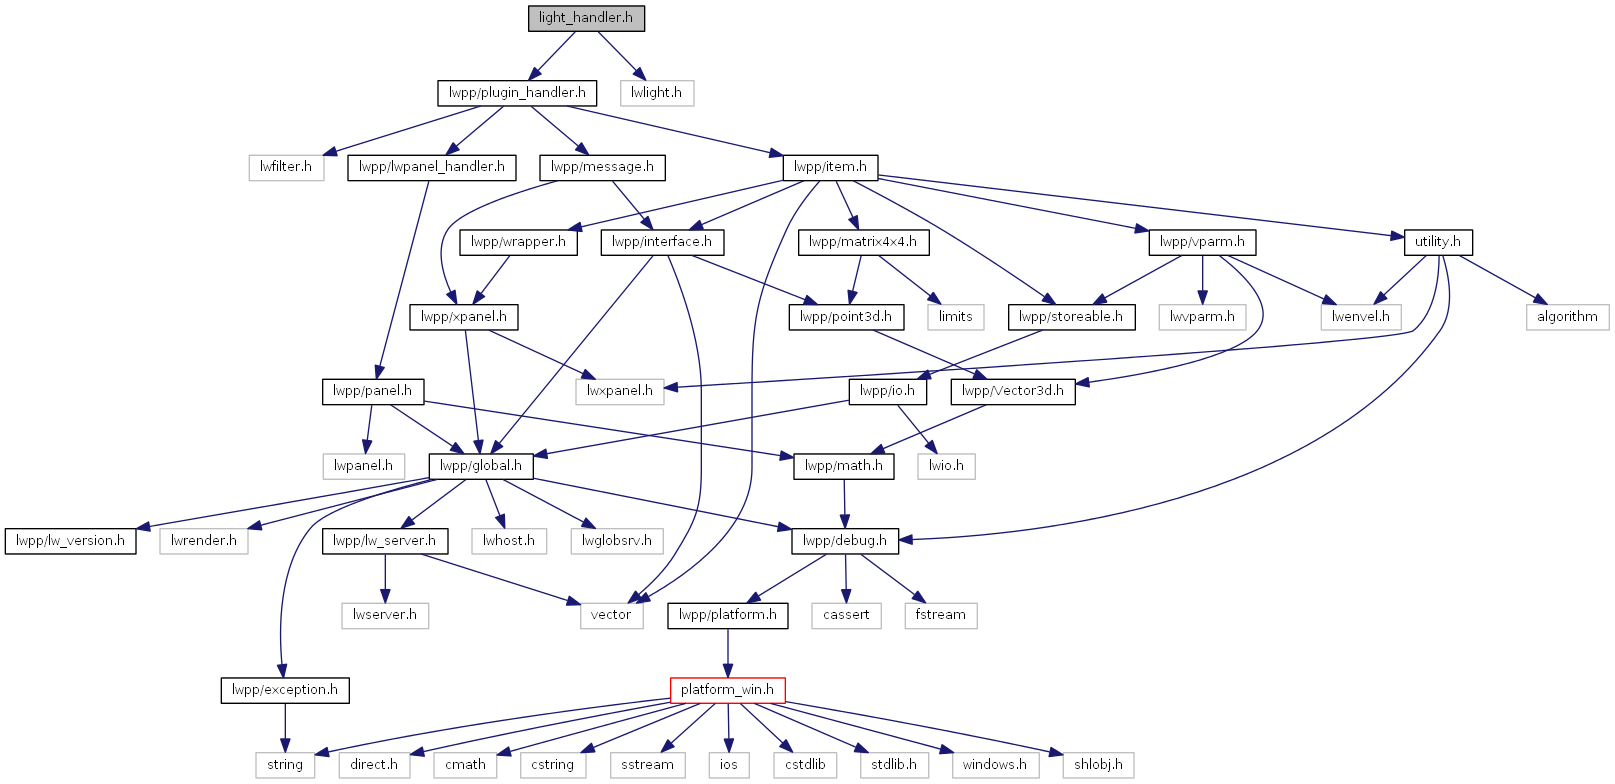 light_handler.h
lwpp/plugin_handler.h
lwlight.h
lwfilter.h
lwpp/lwpanel_handler.h
lwpp/message.h
lwpp/item.h
lwpp/wrapper.h
lwpp/interface.h
lwpp/matrix4x4.h
lwpp/vparm.h
utility.h
lwpp/xpanel.h
lwpp/point3d.h
limits
lwpp/storeable.h
lwvparm.h
lwenvel.h
algorithm
lwpp/panel.h
lwxpanel.h
lwpp/io.h
lwpp/Vector3d.h
lwpanel.h
lwpp/global.h
lwpp/math.h
lwio.h
lwpp/lw_version.h
lwrender.h
lwpp/lw_server.h
lwhost.h
lwglobsrv.h
lwpp/debug.h
lwserver.h
vector
lwpp/platform.h
cassert
fstream
lwpp/exception.h
platform_win.h
string
direct.h
cmath
cstring
sstream
ios
cstdlib
stdlib.h
windows.h
shlobj.h